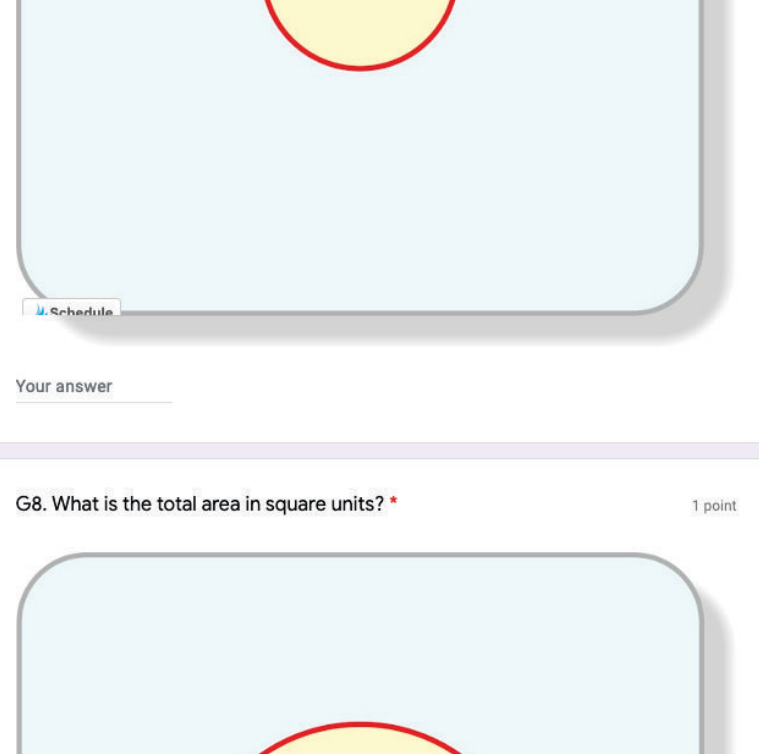 Schedule
Your answer
G8. What is the total area in square units? *
1 point